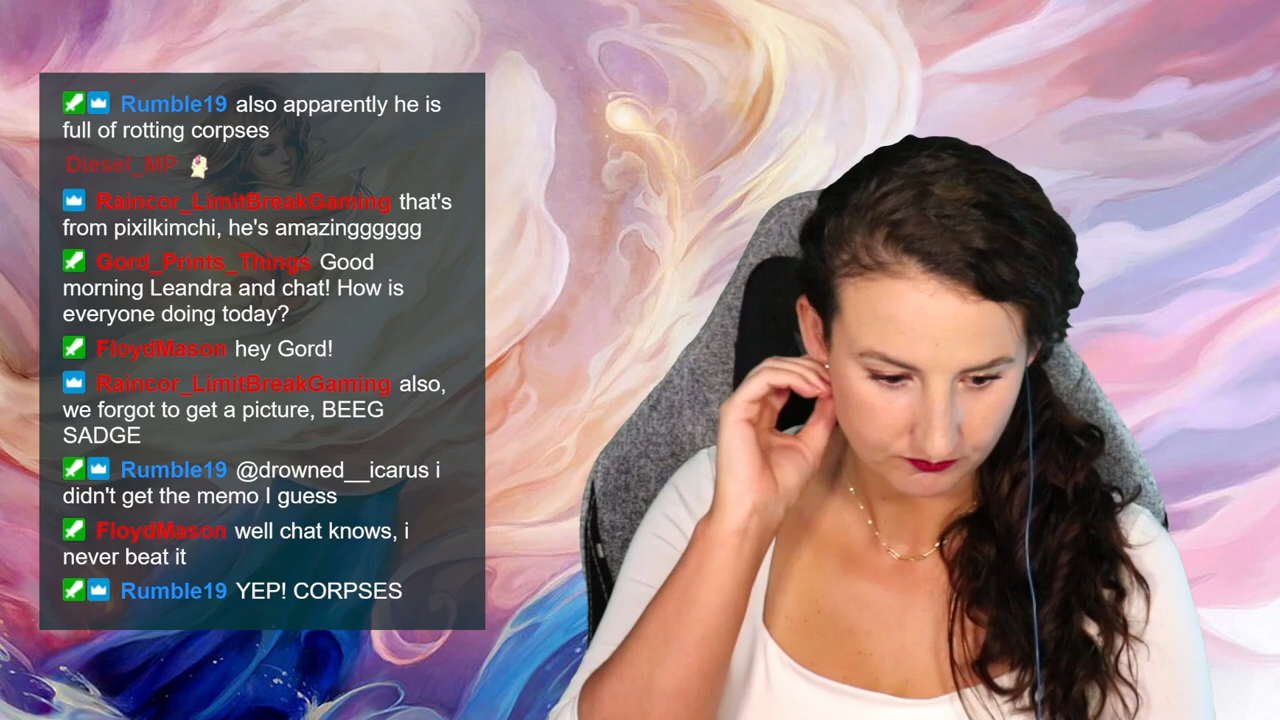 Rumble19 also apparently he is
full of rotting corpses
Diesel_MP
Raincor_LimitBreakGaming that's
from pixilkimchi, he's amazingggggg
Gord_Prints_Things Good
morning Leandra and chat! How is
everyone doing today?
FloydMason hey Gord!
Raincor_LimitBreakGaming also,
we forgot to get a picture, BEEG
SADGE
Rumble19 @drowned__icarus i
didn't get the memo I guess
FloydMason well chat knows, i
never beat it
Rumble19 YEP! CORPSES